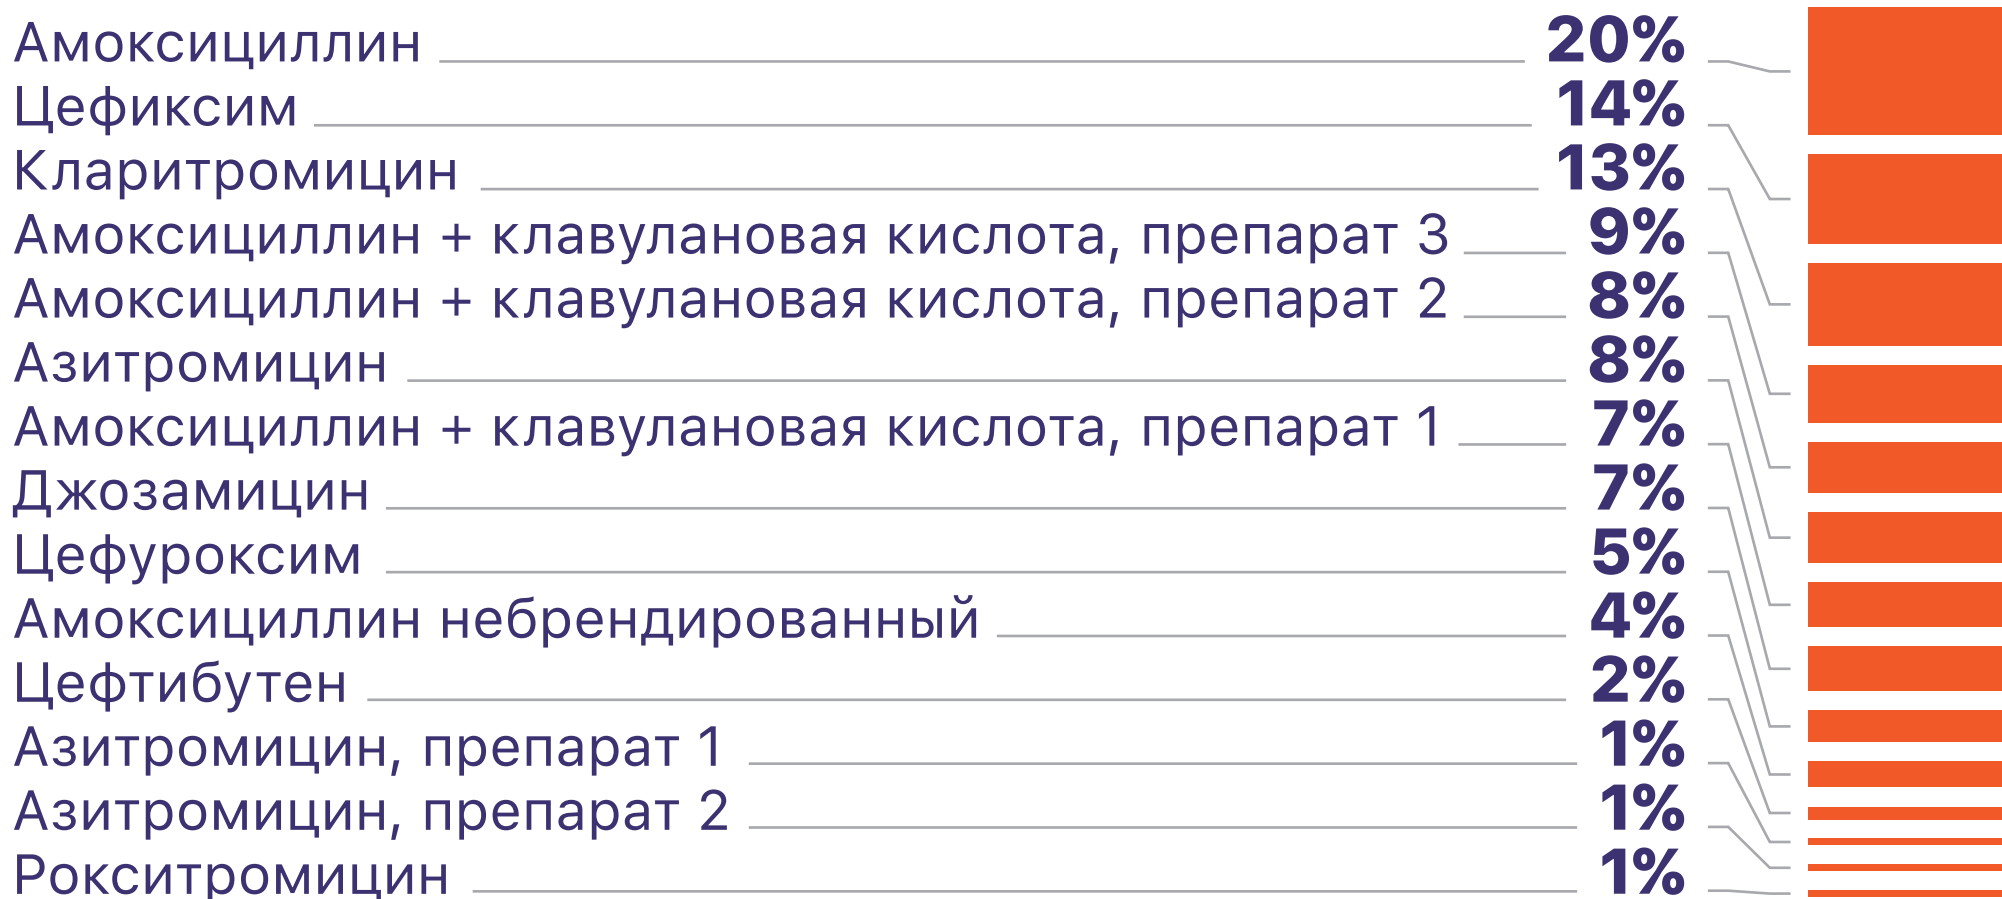 Амоксициллин 20%
Цефиксим 14%
Кларитромицин 13%
Амоксициллин + клавулановая кислота, препарат 3 9%
Амоксициллин + клавулановая кислота, препарат 2 8%
Азитромицин 8%
Амоксициллин + клавулановая кислота, препарат 1 7%
Джозамицин 7%
Цефуроксим 5%
Амоксициллин небрендированный 4%
Цефтибутен 2%
Азитромицин, препарат 1 1%
Азитромицин, препарат 2 1%
Рокситромицин 1%